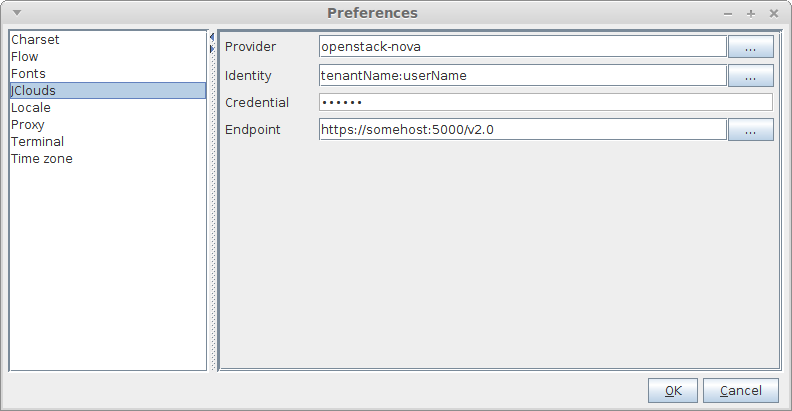 Preferences
Charset
Flow
Fonts
JClouds
Locale
Proxy
Terminal
Time zone
Provider openstack-nova ...
Identity tenantName:userName ...
Credential ••••••
Endpoint https://somehost:5000/v2.0 ...
OK Cancel